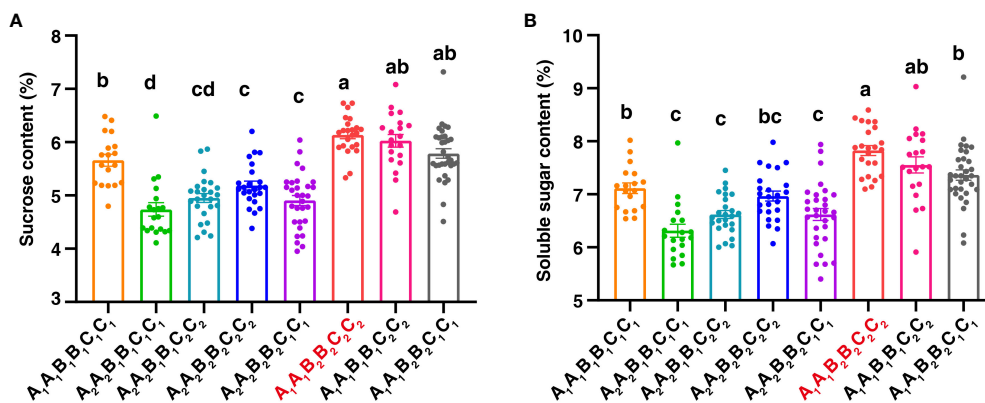 A
Sucrose content (%)
8
7
6
5
4
3
b
d
cd
c
c
a
ab
ab
A₁A₁B₁B₁C₁C₁
A₂A₂B₁B₁C₁C₁
A₂A₂B₁B₁C₂C₂
A₂A₂B₂B₂C₂C₂
A₂A₂B₂B₂C₁C₁
A₁A₁B₂B₂C₂C₂
A₁A₁B₁B₁C₂C₂
A₁A₁B₂B₂C₁C₁
B
Soluble sugar content (%)
10
9
8
7
6
5
b
c
c
bc
c
a
ab
b
A₁A₁B₁B₁C₁C₁
A₂A₂B₁B₁C₁C₁
A₂A₂B₁B₁C₂C₂
A₂A₂B₂B₂C₂C₂
A₂A₂B₂B₂C₁C₁
A₁A₁B₂B₂C₂C₂
A₁A₁B₁B₁C₂C₂
A₁A₁B₂B₂C₁C₁